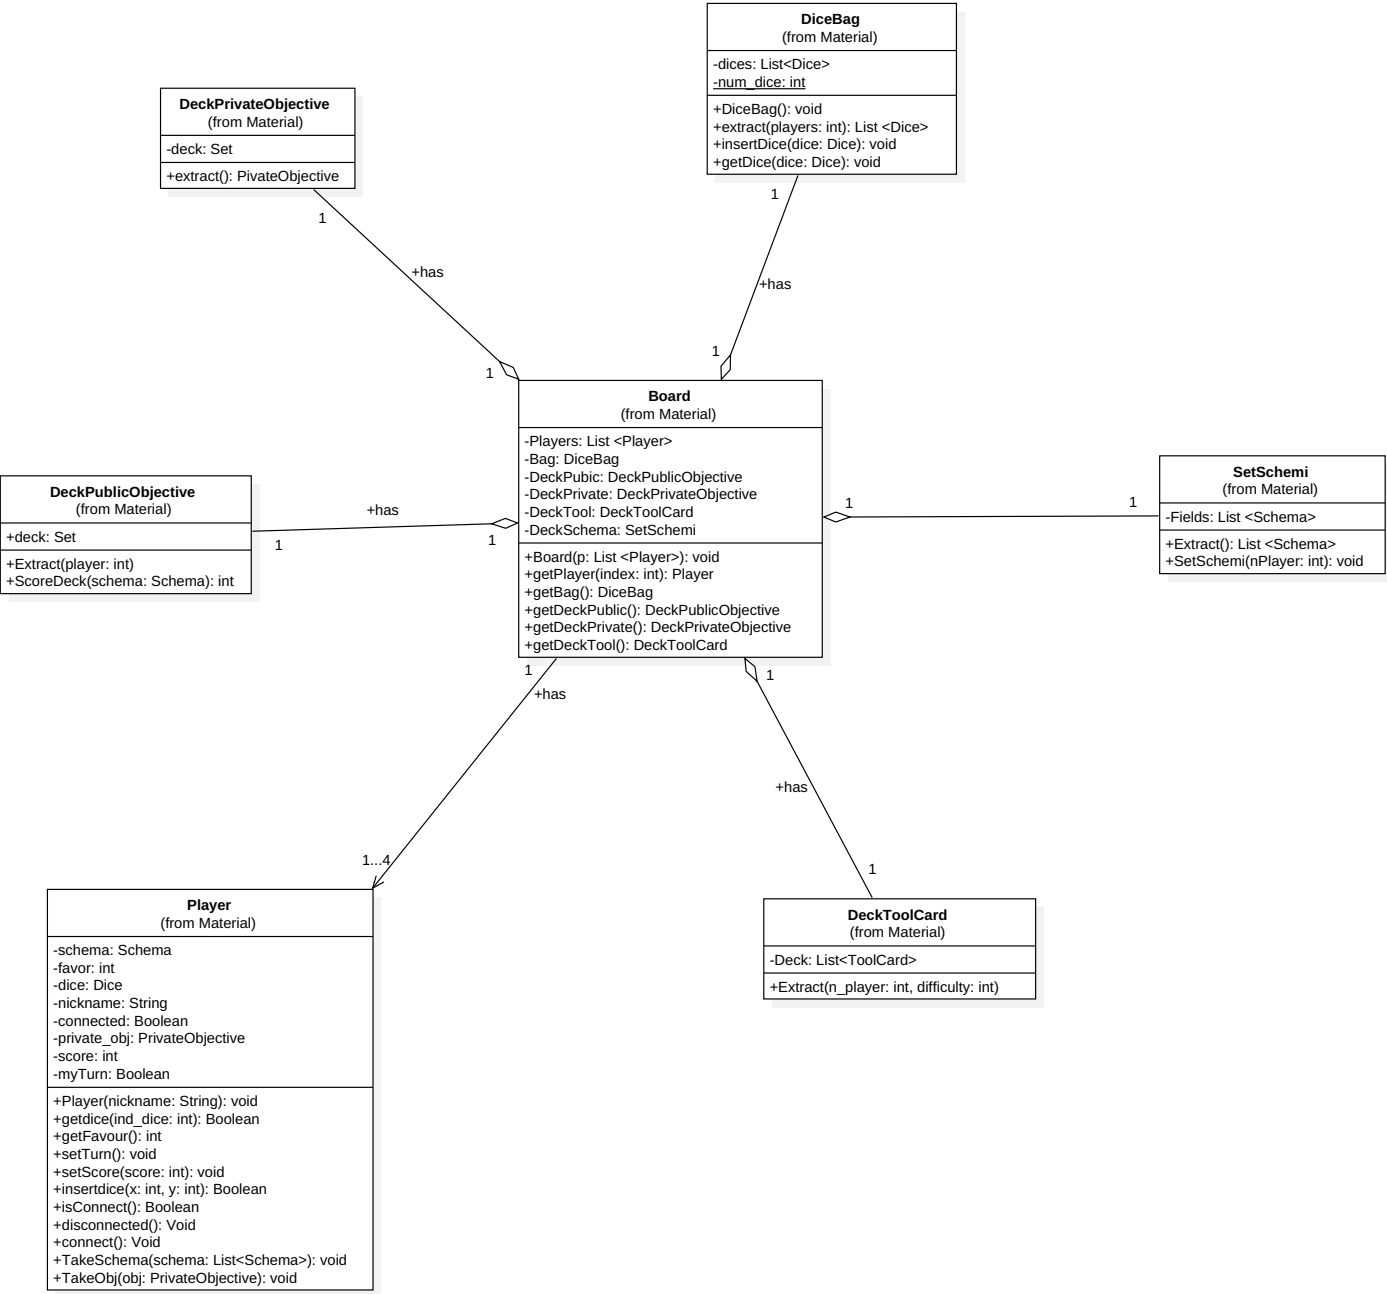 DiceBag
(from Material)
-dices: List<Dice>
-num_dice: int
+DiceBag(): void
+extract(players: int): List <Dice>
+insertDice(dice: Dice): void
+getDice(dice: Dice): void
DeckPrivateObjective
(from Material)
-deck: Set
+extract(): PivateObjective
1
1
+has
+has
1
1
Board
(from Material)
-Players: List <Player>
-Bag: DiceBag
-DeckPubic: DeckPublicObjective
-DeckPrivate: DeckPrivateObjective
-DeckTool: DeckToolCard
-DeckSchema: SetSchemi
+Board(p: List <Player>): void
+getPlayer(index: int): Player
+getBag(): DiceBag
+getDeckPublic(): DeckPublicObjective
+getDeckPrivate(): DeckPrivateObjective
+getDeckTool(): DeckToolCard
DeckPublicObjective
(from Material)
+deck: Set
+Extract(player: int)
+ScoreDeck(schema: Schema): int
+has
1
1
1
1
SetSchemi
(from Material)
-Fields: List <Schema>
+Extract(): List <Schema>
+SetSchemi(nPlayer: int): void
1
+has
1
+has
1...4
1
Player
(from Material)
-schema: Schema
-favor: int
-dice: Dice
-nickname: String
-connected: Boolean
-private_obj: PrivateObjective
-score: int
-myTurn: Boolean
+Player(nickname: String): void
+getdice(ind_dice: int): Boolean
+getFavour(): int
+setTurn(): void
+setScore(score: int): void
+insertdice(x: int, y: int): Boolean
+isConnect(): Boolean
+disconnected(): Void
+connect(): Void
+TakeSchema(schema: List<Schema>): void
+TakeObj(obj: PrivateObjective): void
DeckToolCard
(from Material)
-Deck: List<ToolCard>
+Extract(n_player: int, difficulty: int)